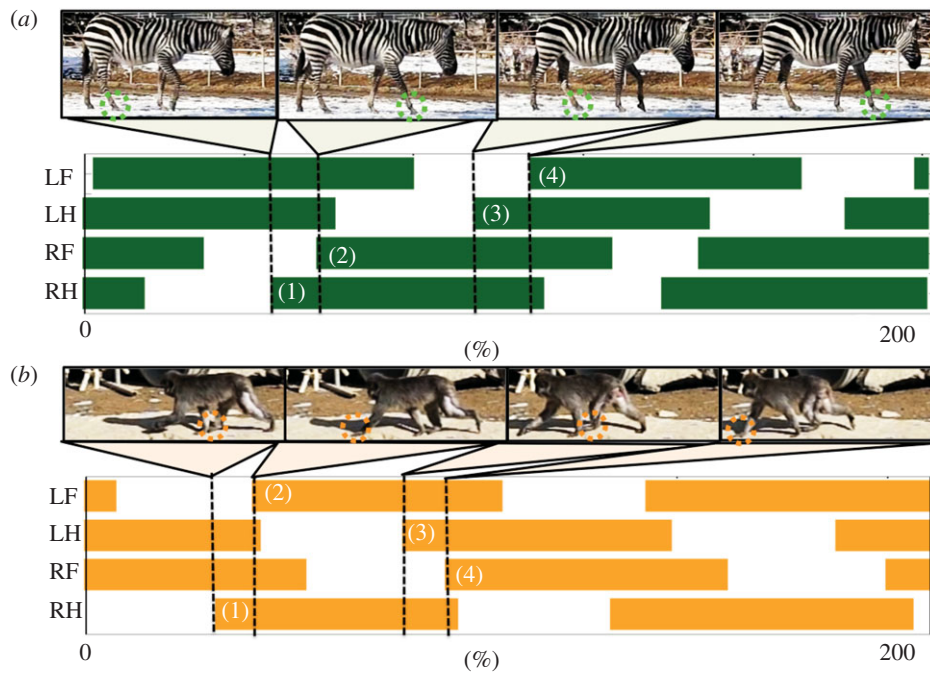 (a)
LF
(4)
LH
(3)
RF
(2)
RH
(1)
0
200
(%)
(b)
LF
(2)
LH
(3)
RF
(4)
RH
(1)
0
200
(%)